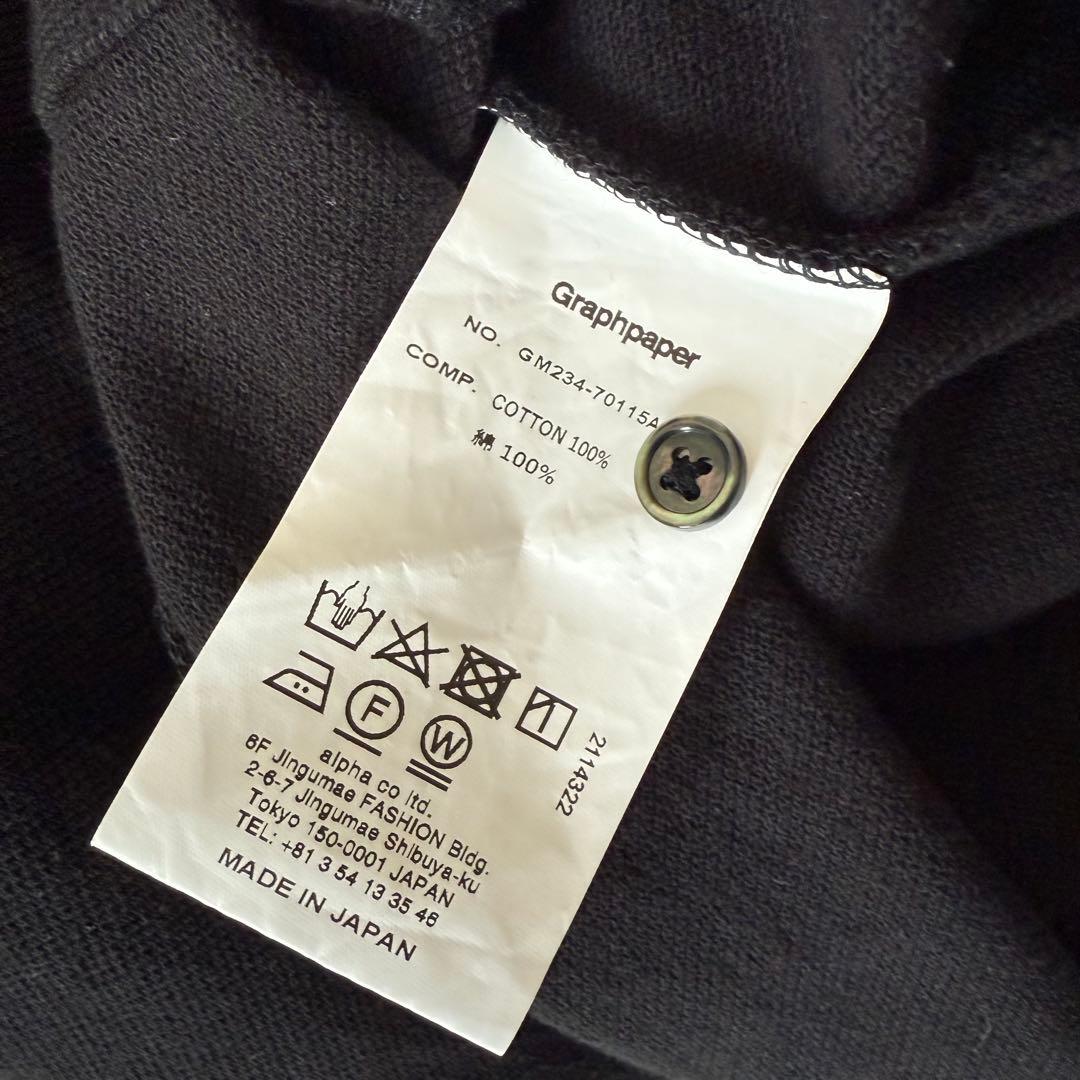 Graphpaper
NO. GM234-70115A
COMP. COTTON 100%
綿 100%
F
W
2114322
alpha co ltd.
6F Jingumae FASHION Bldg.
2-6-7 Jingumae Shibuya-ku
Tokyo 150-0001 JAPAN
TEL: +81 3 54 13 35 46
MADE IN JAPAN